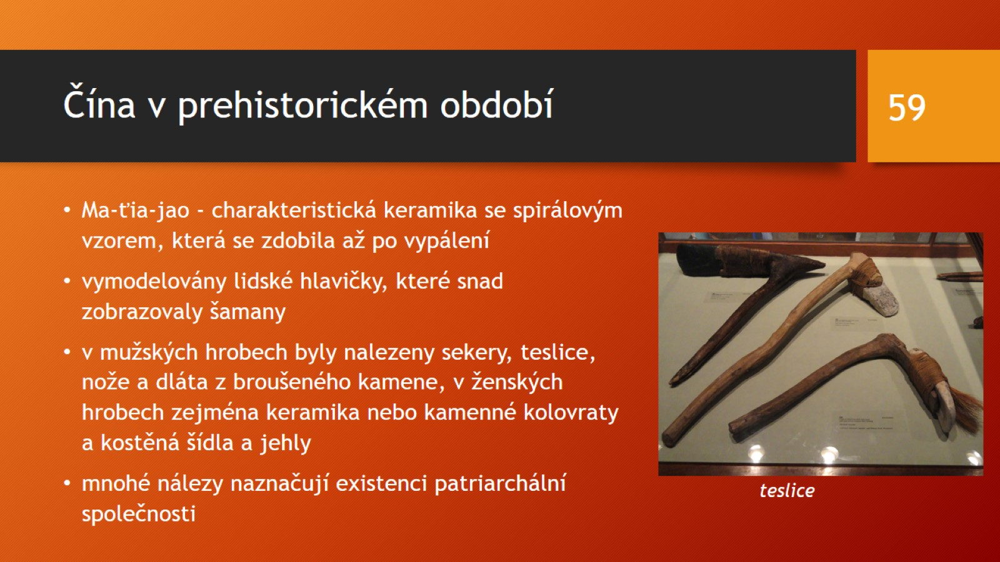 Čína v prehistorickém období
59
• Ma-ťia-jao - charakteristická keramika se spirálovým
vzorem, která se zdobila až po vypálení
• vymodelovány lidské hlavičky, které snad
zobrazovaly šamany
• v mužských hrobech byly nalezeny sekery, teslice,
nože a dláta z broušeného kamene, v ženských
hrobech zejména keramika nebo kamenné kolovraty
a kostěná šídla a jehly
• mnohé nálezy naznačují existenci patriarchální
společnosti
teslice